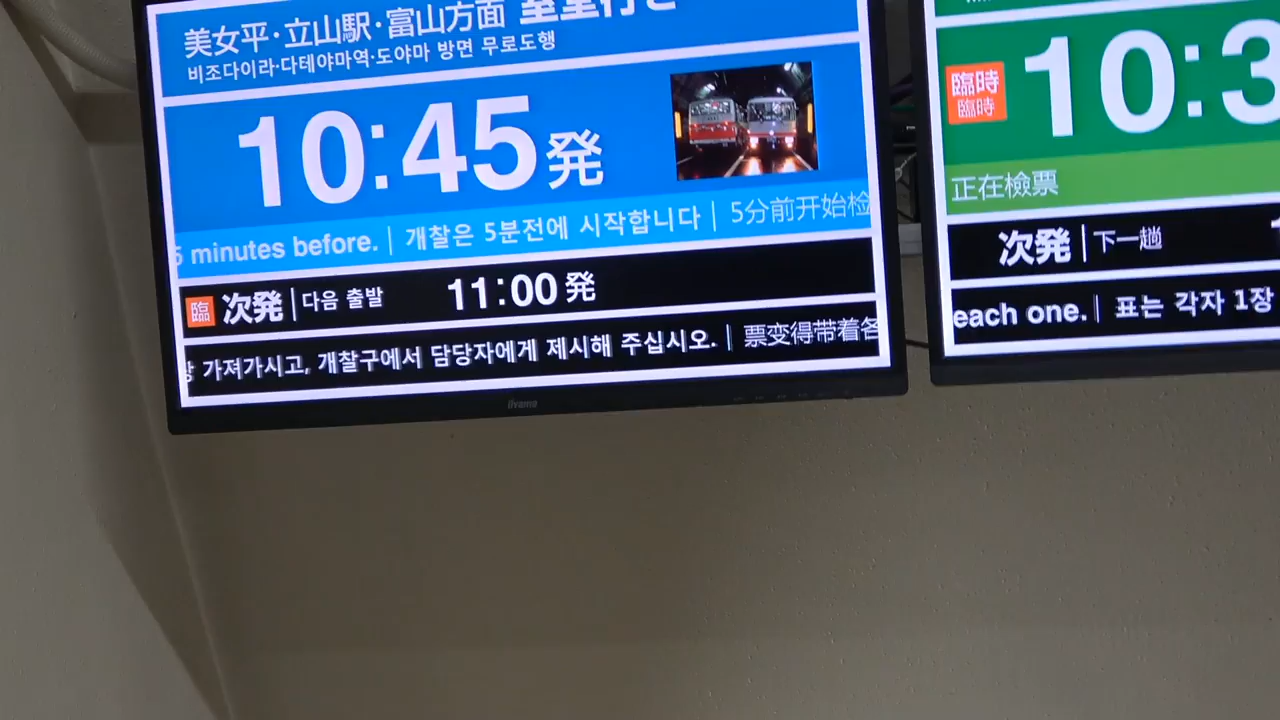 美女平・立山駅・富山方面 室堂行き
비조다이라·다테야마역·도야마 방면 무로도행
10:45発
5 minutes before. | 개찰은 5분전에 시작합니다 | 5分前开始检
臨 次発 | 다음 출발 11:00発
가져가시고, 개찰구에서 담당자에게 제시해 주십시오. | 票变得带着各
iiyama
臨時
臨時
10:3
正在檢票
次発 | 下一趟
each one. | 표는 각자 1장